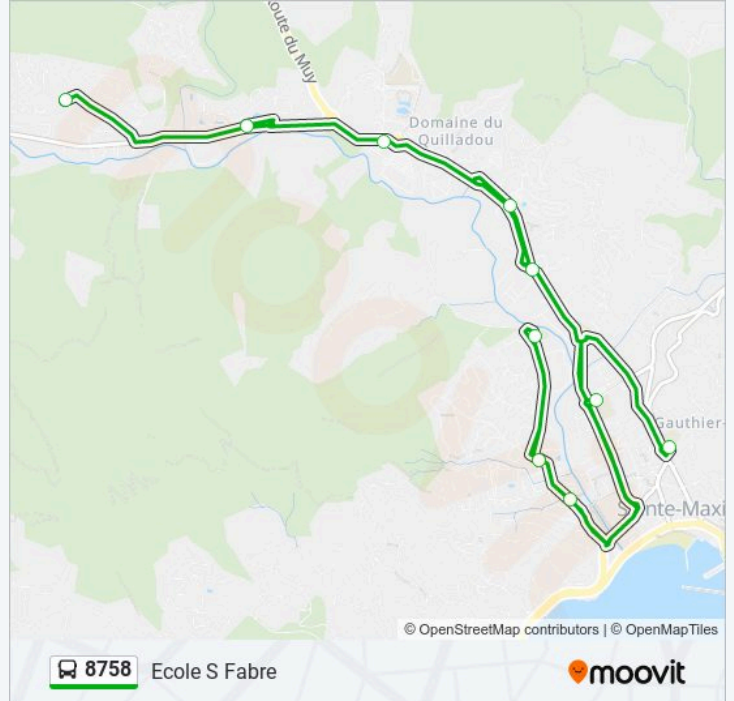 Route du Muy
Domaine du
Quilladou
Gauthier-
Sainte-Maxi
© OpenStreetMap contributors | © OpenMapTiles
8758 Ecole S Fabre
moovit